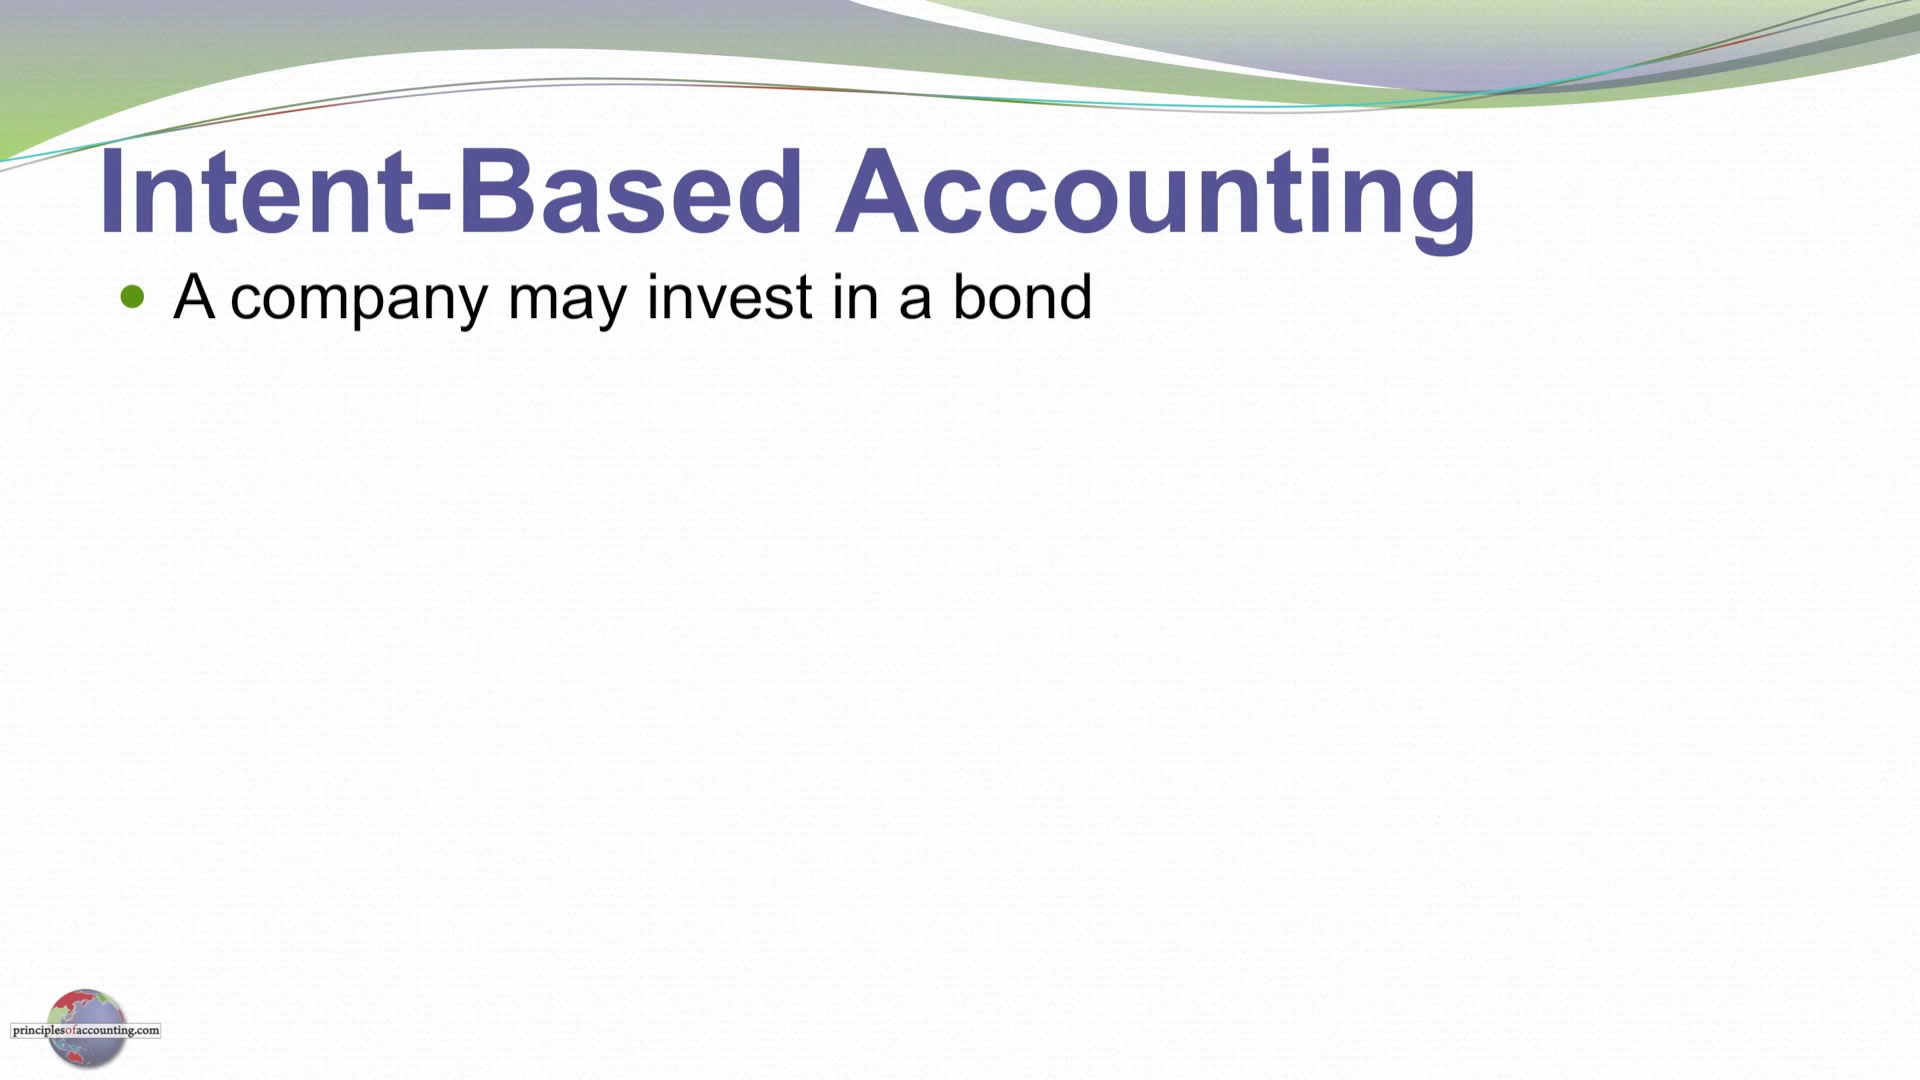 Intent-Based Accounting
• A company may invest in a bond
principlesofaccounting.com